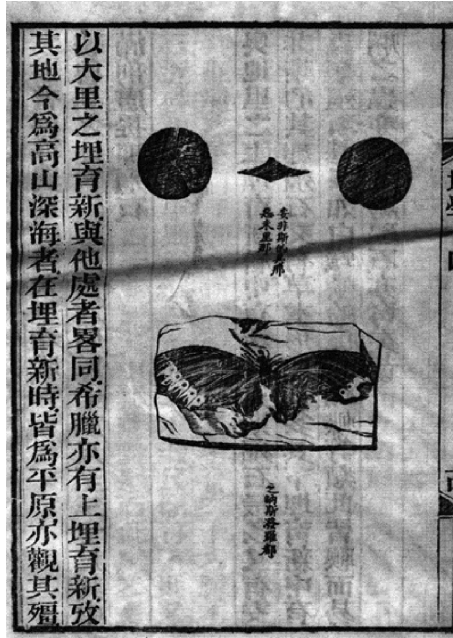 以大里之埋育新與他處者畧同希臘亦有上埋育新攷
其地今爲高山深海者在埋育新時皆爲平原亦觀其殭